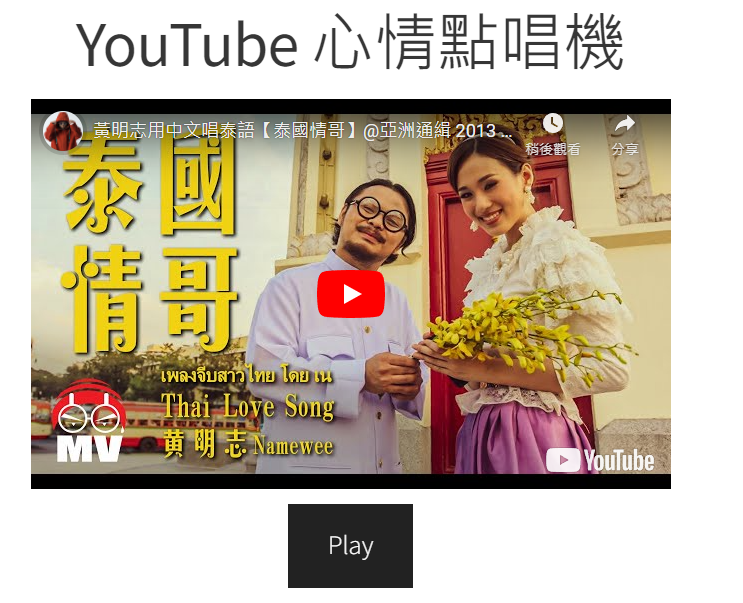 YouTube 心情點唱機
黃明志用中文唱泰語【泰國情哥】@亞洲通緝 2013 ...
稍後觀看
分享
泰國
情哥
เพลงจีบสาวไทย โดย เน
Thai Love Song
黄明志 Namewee
MV
YouTube
Play